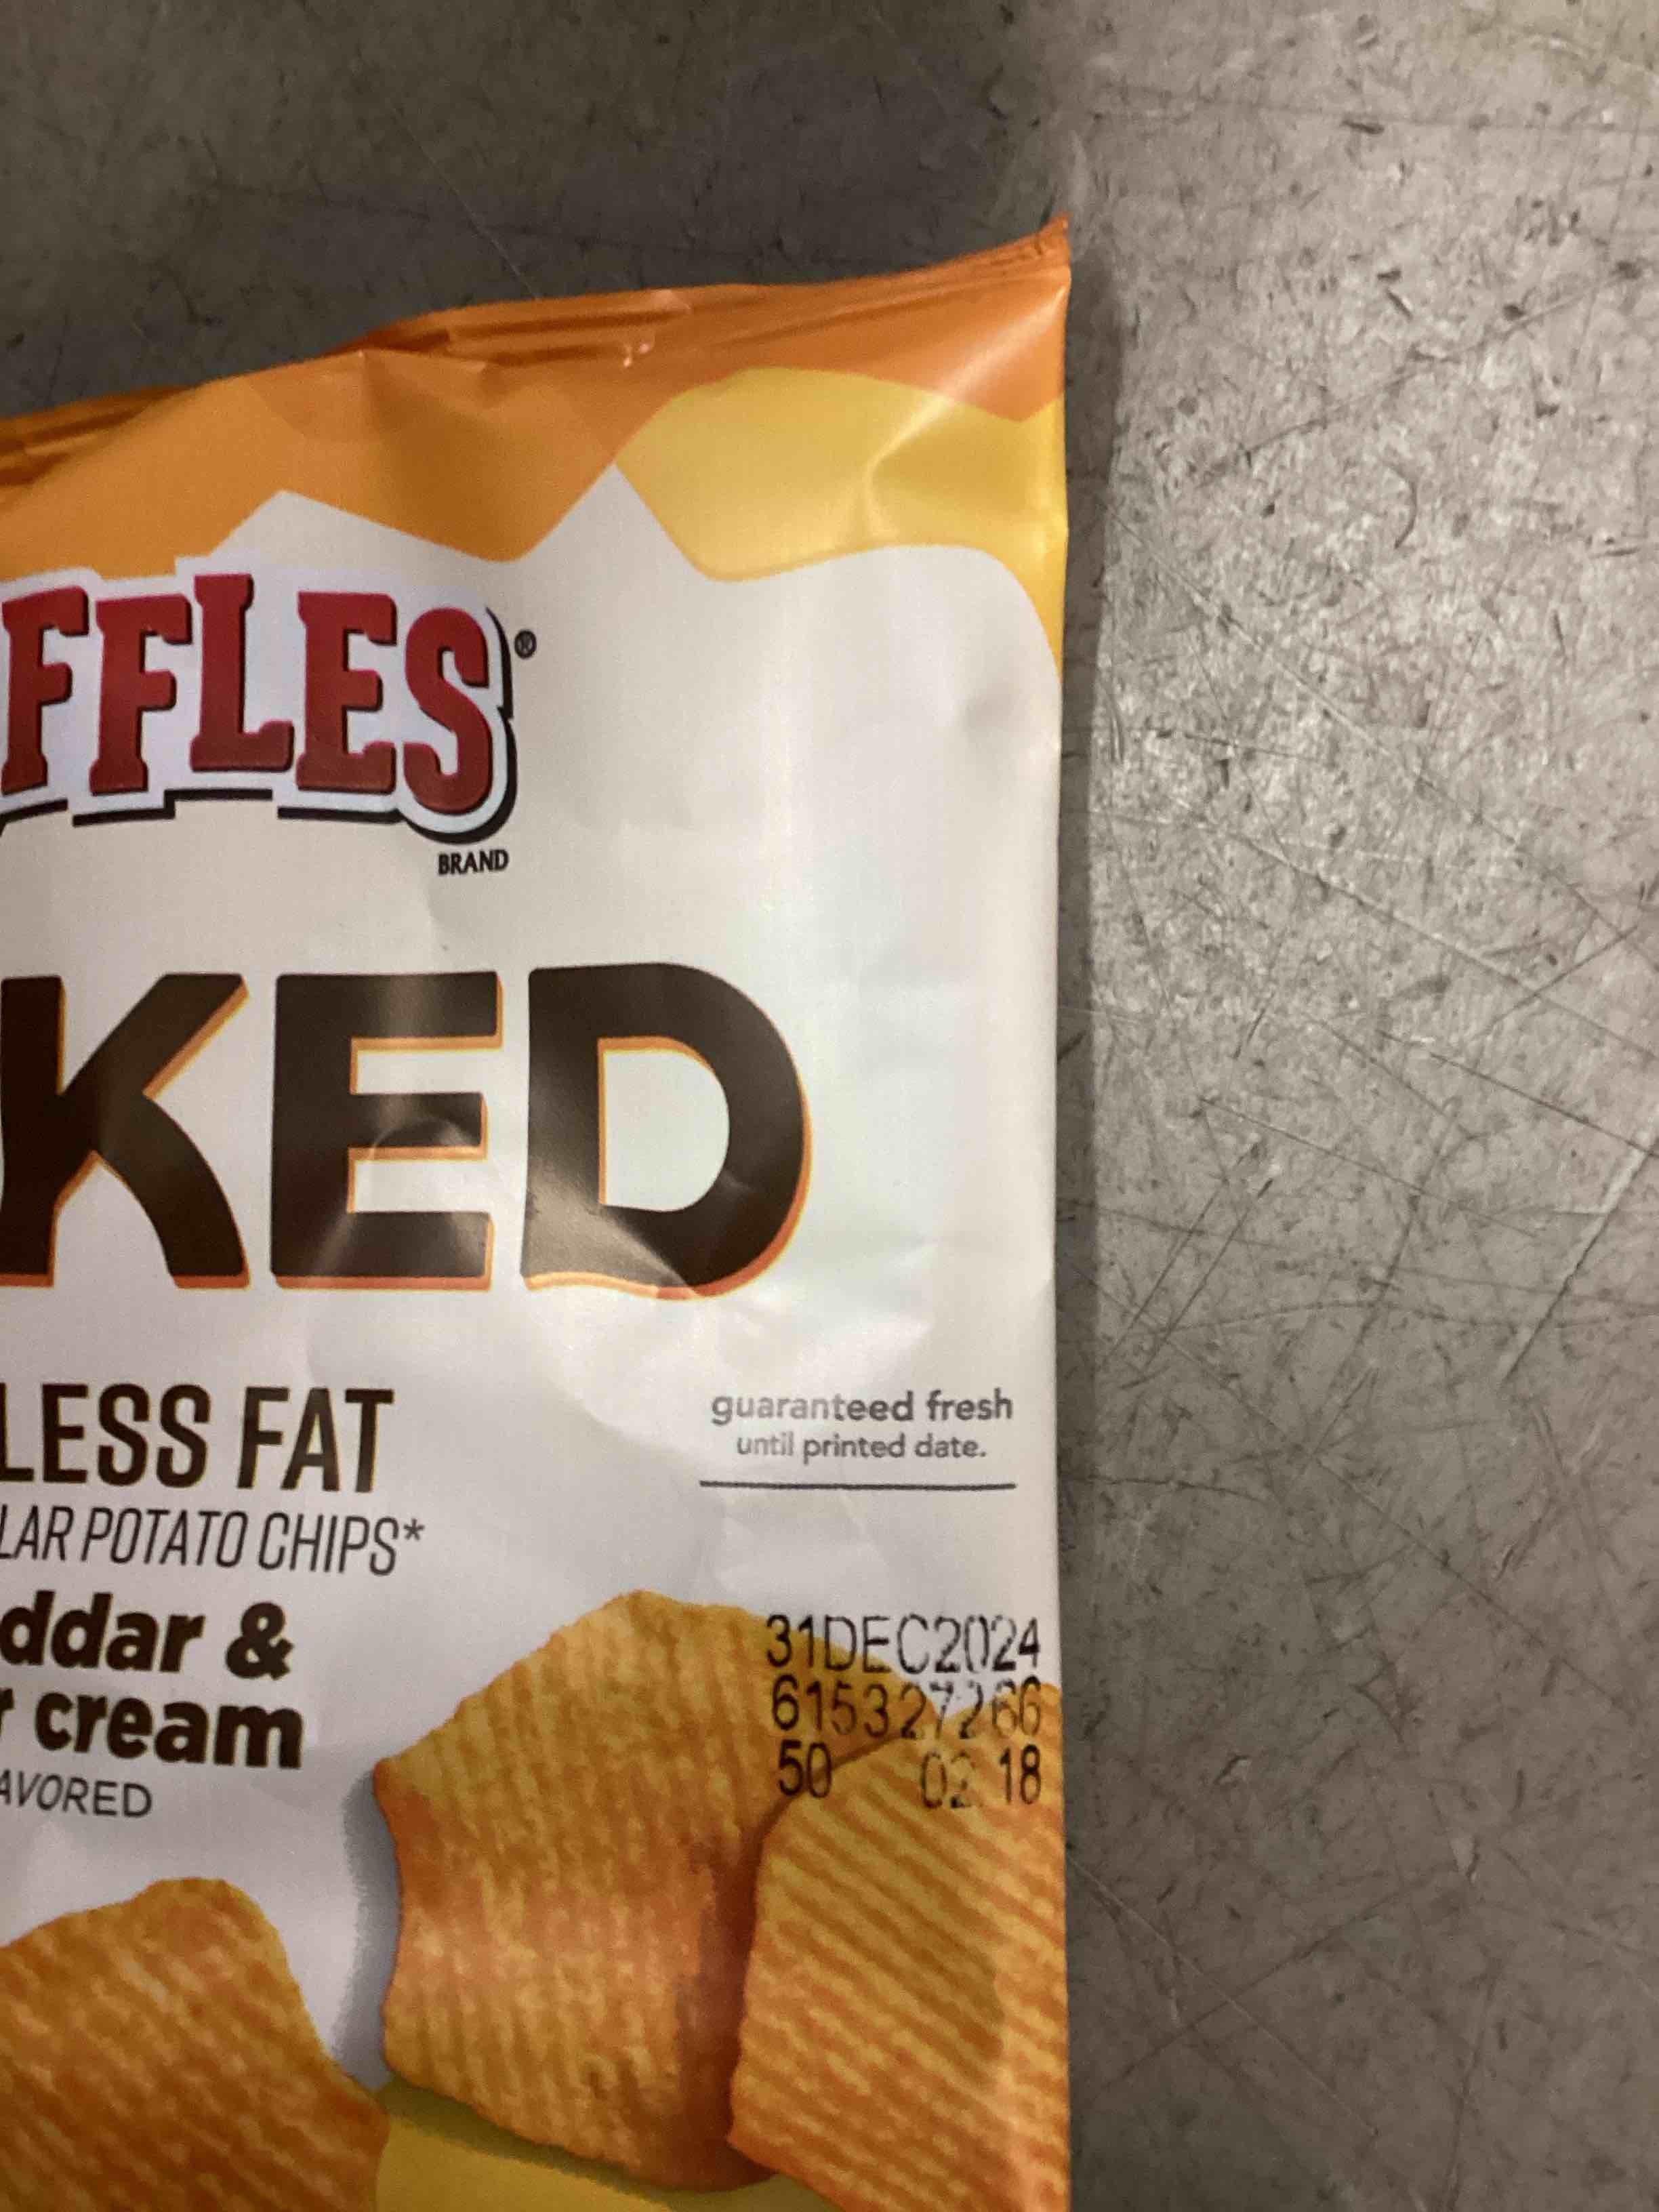 FFLES®
BRAND
KED
LESS FAT
LAR POTATO CHIPS*
ddar &
r cream
AVORED
guaranteed fresh
until printed date.
31DEC2024
615327266
50 02 18